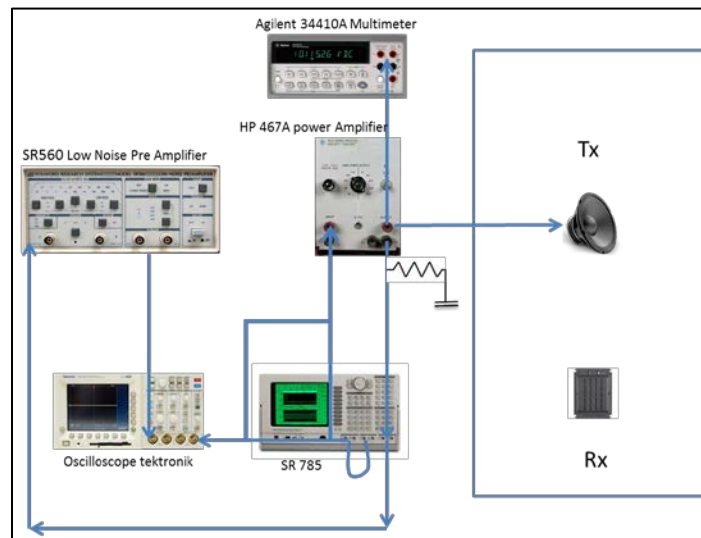 Agilent 34410A Multimeter
HP 467A power Amplifier
SR560 Low Noise Pre Amplifier
Tx
Oscilloscope tektronik
SR 785
Rx